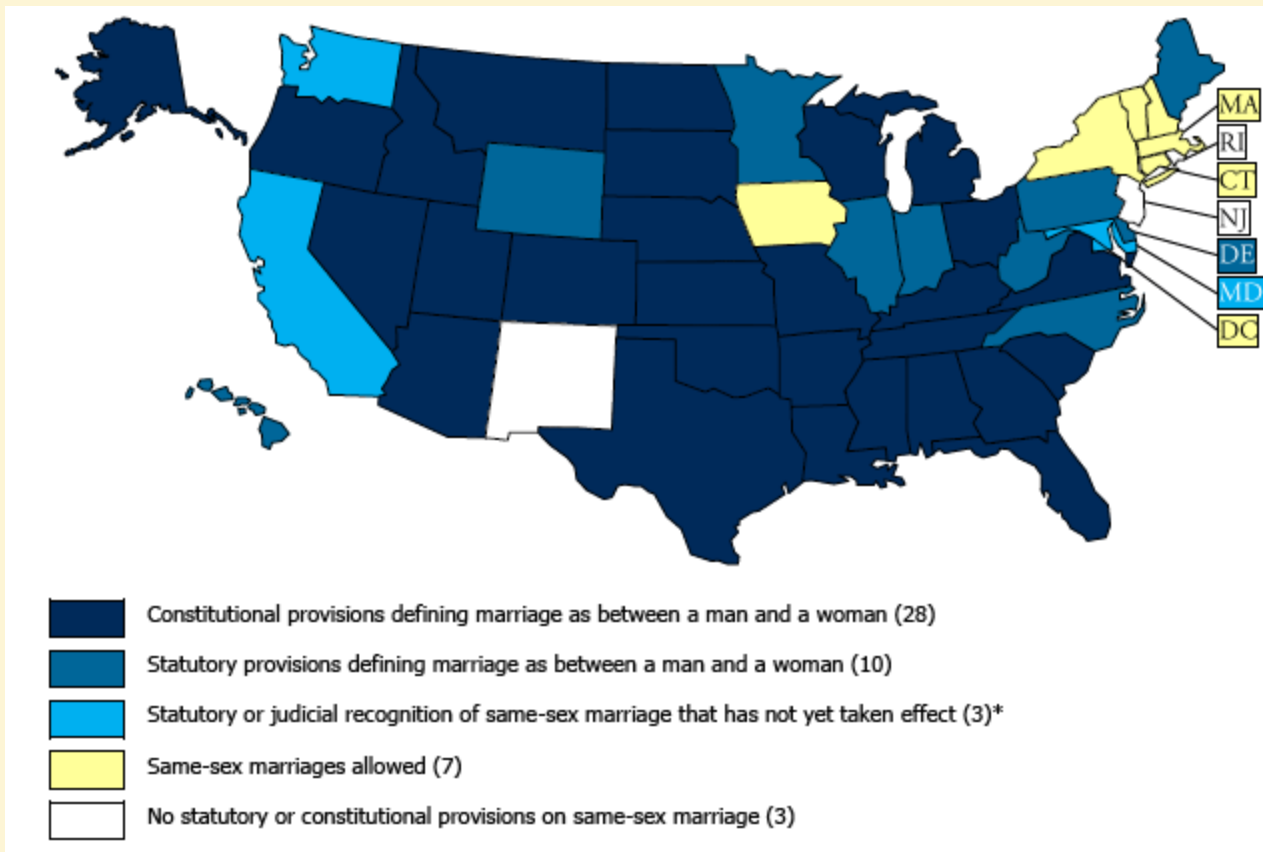 MA
RI
CT
NJ
DE
MD
DC
Constitutional provisions defining marriage as between a man and a woman (28)
Statutory provisions defining marriage as between a man and a woman (10)
Statutory or judicial recognition of same-sex marriage that has not yet taken effect (3)*
Same-sex marriages allowed (7)
No statutory or constitutional provisions on same-sex marriage (3)